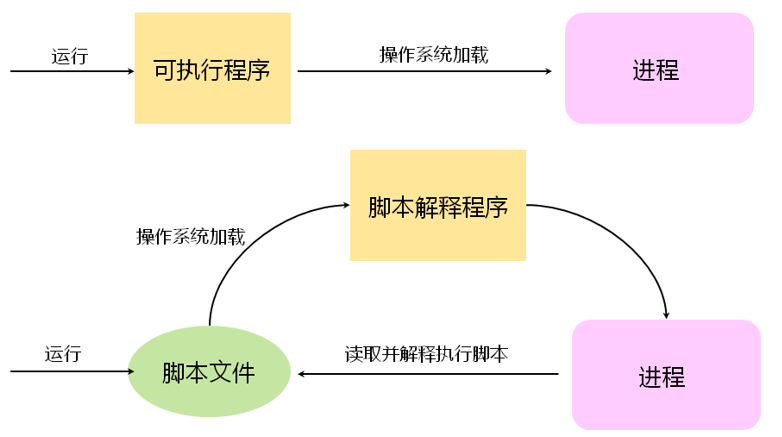 运行
可执行程序
操作系统加载
进程
操作系统加载
脚本解释程序
运行
脚本文件
读取并解释执行脚本
进程